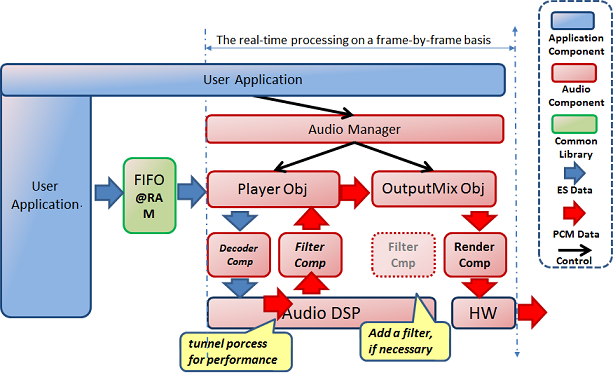 The real-time processing on a frame-by-frame basis
User Application
Audio Manager
User
Application.
FIFO
@RA
M
Player Obj
OutputMix Obj
Decoder
Comp
Filter
Comp
Filter
Cmp
Render
Comp
Audio DSP
HW
tunnel porcess
for performance
Add a filter,
if necessary
Application
Component
Audio
Component
Common
Library
ES Data
PCM Data
Control